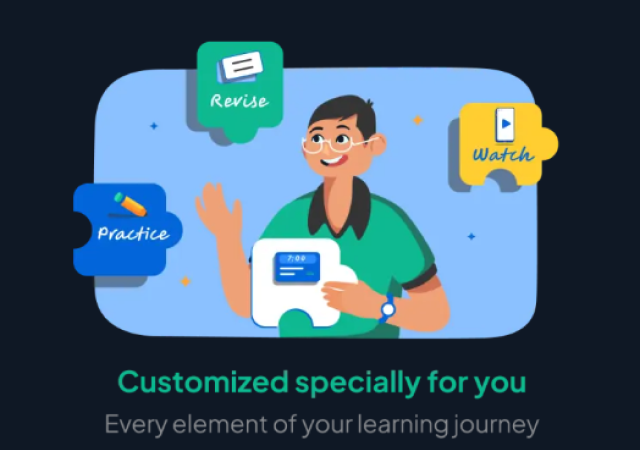 Revise
Watch
Practice
7:00
Customized specially for you
Every element of your learning journey